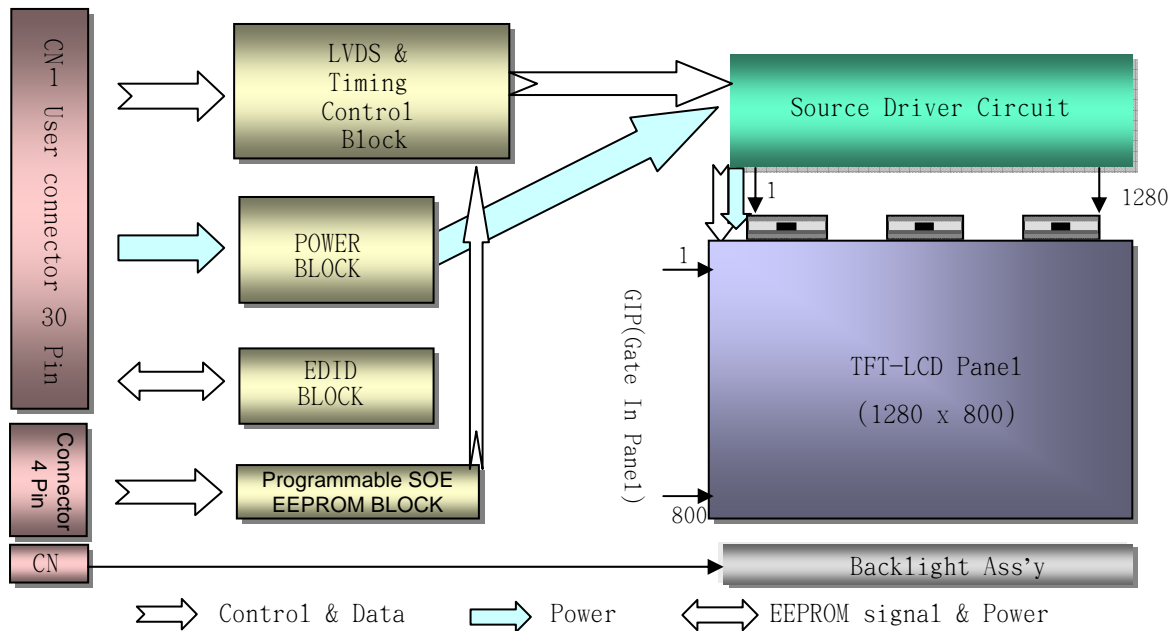 CN-1 User connector 30 Pin
LVDS &
Timing
Control
Block
POWER
BLOCK
EDID
BLOCK
Connector
4 Pin
Programmable SOE
EEPROM BLOCK
CN
Source Driver Circuit
1
1280
1
GIP(Gate In Panel)
800
TFT-LCD Panel
(1280 x 800)
Backlight Ass'y
Control & Data
Power
EEPROM signal & Power